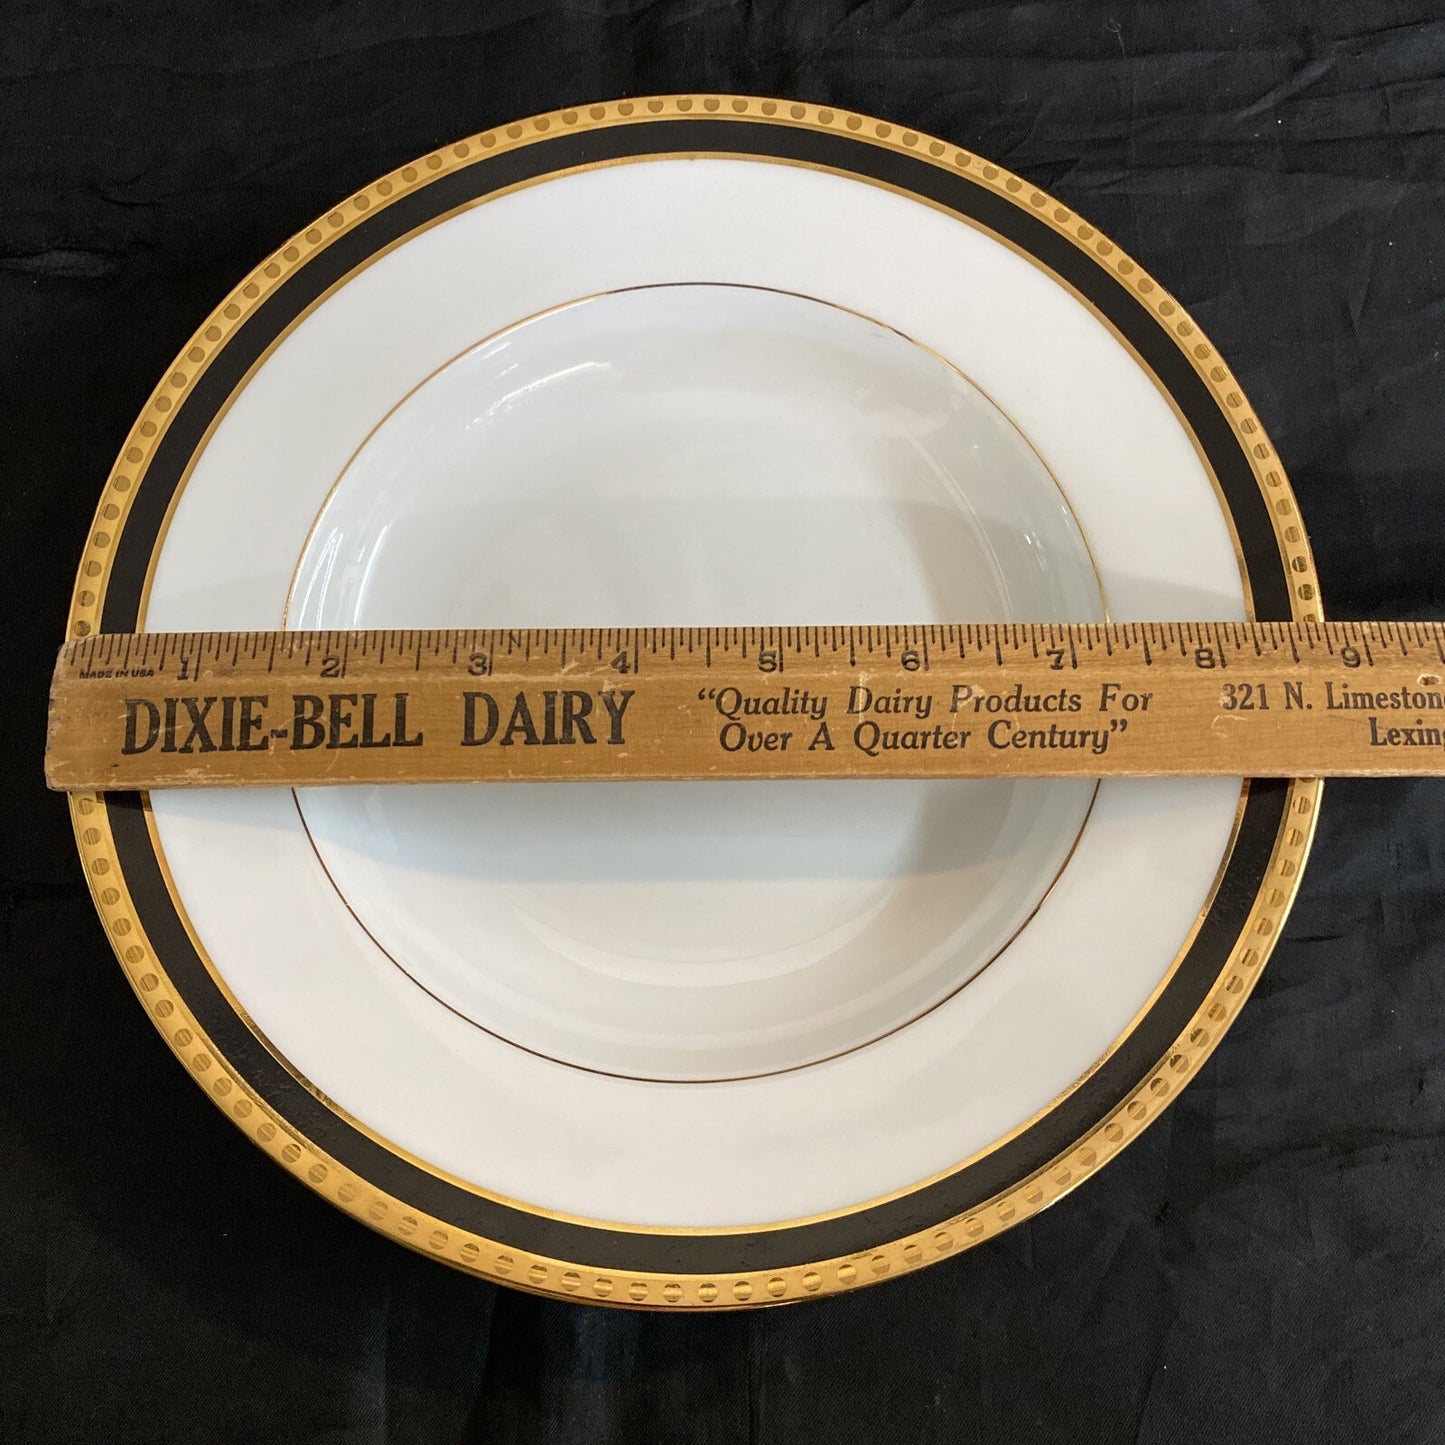 1 2 3 4 5 6 7 8 9
MADE IN USA
DIXIE-BELL DAIRY
“Quality Dairy Products For
Over A Quarter Century”
321 N. Limeston
Lexing